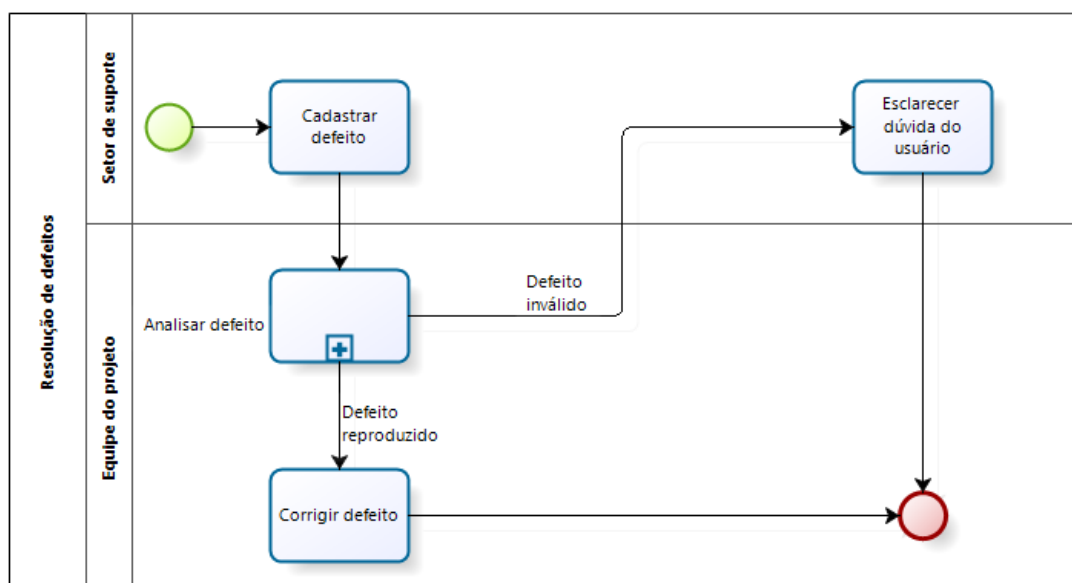 Resolução de defeitos
Setor de suporte
Cadastrar
defeito
Esclarecer
dúvida do
usuário
Equipe do projeto
Analisar defeito
Defeito
inválido
Defeito
reproduzido
Corrigir defeito